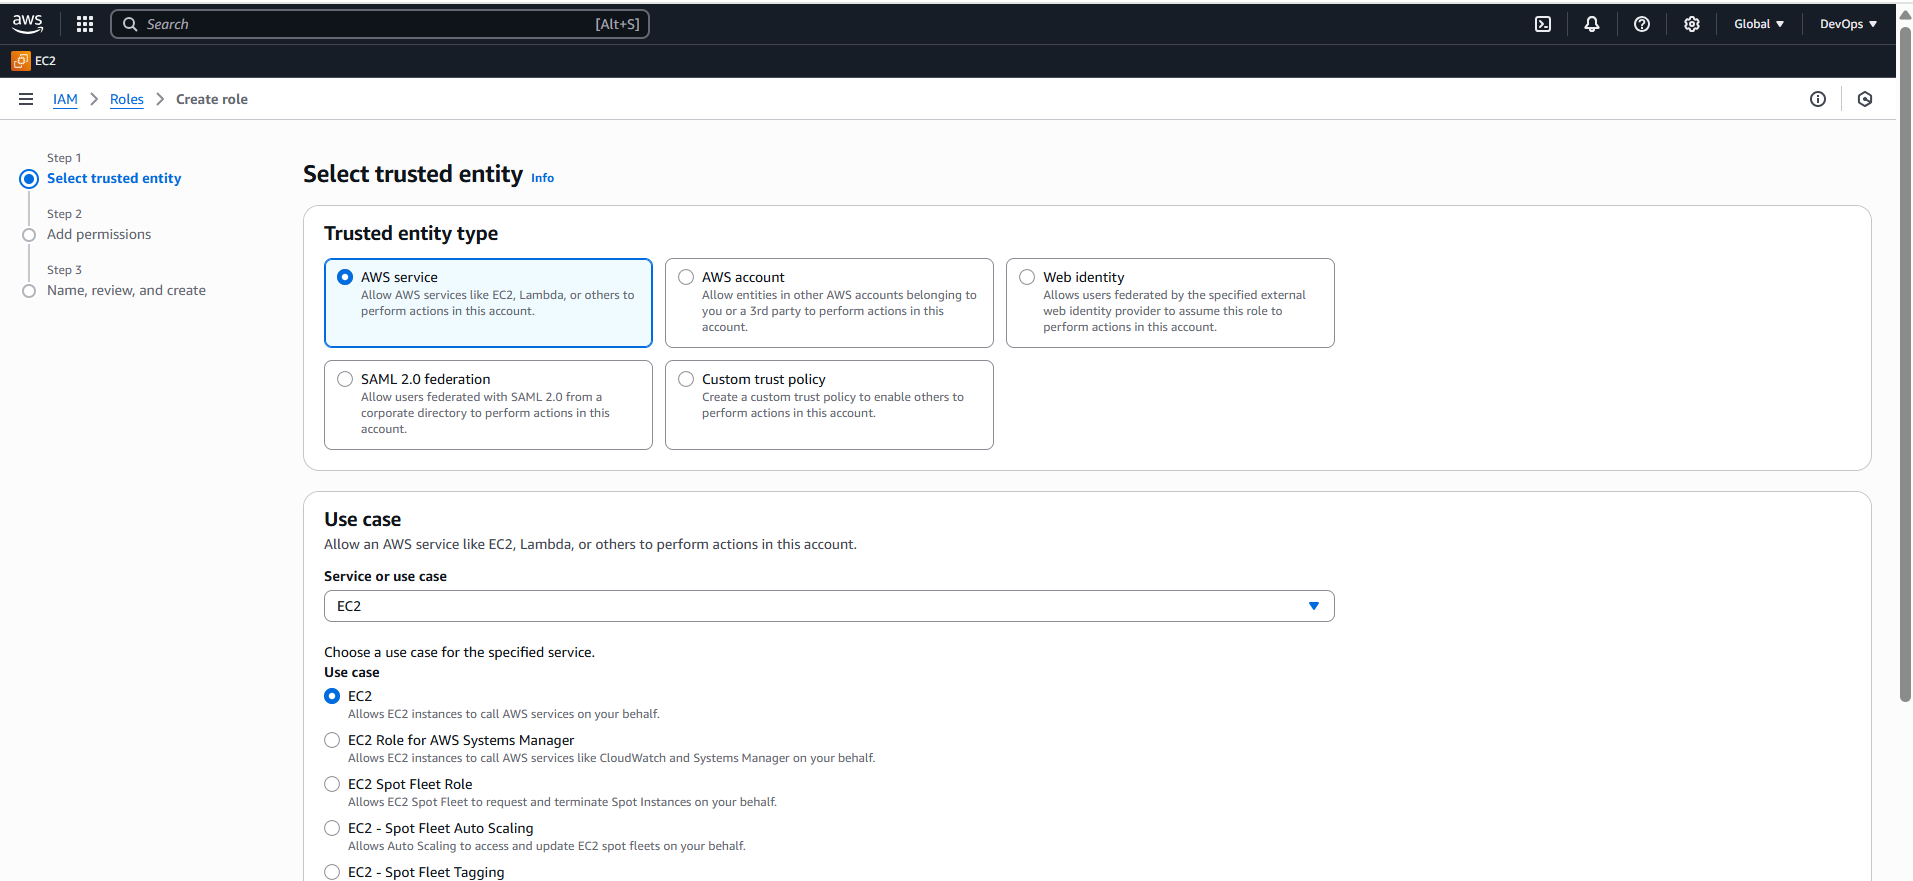 aws
Search [Alt+S]
Global
DevOps
EC2
IAM
Roles
Create role
Step 1
Select trusted entity
Step 2
Add permissions
Step 3
Name, review, and create
Select trusted entity Info
Trusted entity type
AWS service
Allow AWS services like EC2, Lambda, or others to
perform actions in this account.
AWS account
Allow entities in other AWS accounts belonging to
you or a 3rd party to perform actions in this
account.
Web identity
Allows users federated by the specified external
web identity provider to assume this role to
perform actions in this account.
SAML 2.0 federation
Allow users federated with SAML 2.0 from a
corporate directory to perform actions in this
account.
Custom trust policy
Create a custom trust policy to enable others to
perform actions in this account.
Use case
Allow an AWS service like EC2, Lambda, or others to perform actions in this account.
Service or use case
EC2
Choose a use case for the specified service.
Use case
EC2
Allows EC2 instances to call AWS services on your behalf.
EC2 Role for AWS Systems Manager
Allows EC2 instances to call AWS services like CloudWatch and Systems Manager on your behalf.
EC2 Spot Fleet Role
Allows EC2 Spot Fleet to request and terminate Spot Instances on your behalf.
EC2 - Spot Fleet Auto Scaling
Allows Auto Scaling to access and update EC2 spot fleets on your behalf.
EC2 - Spot Fleet Tagging